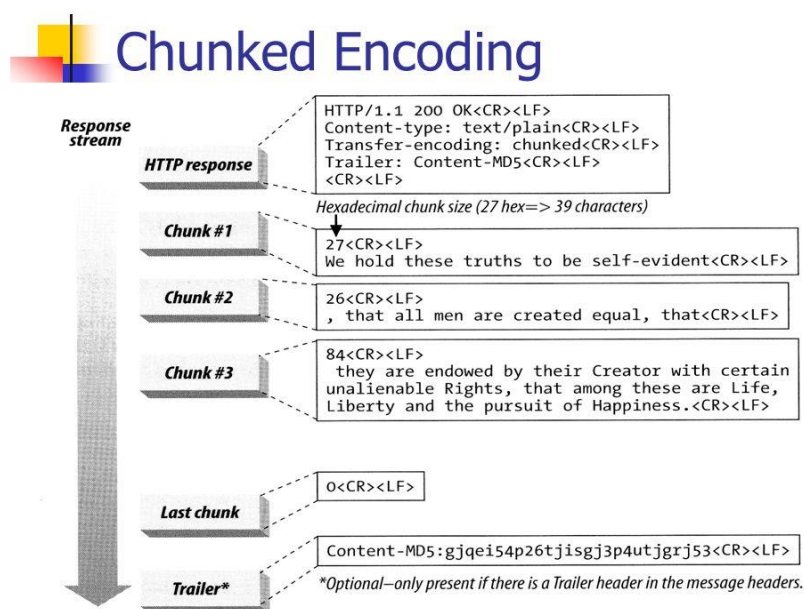 Chunked Encoding
Response
stream
HTTP response
HTTP/1.1 200 OK<CR><LF>
Content-type: text/plain<CR><LF>
Transfer-encoding: chunked<CR><LF>
Trailer: Content-MD5<CR><LF>
<CR><LF>
Hexadecimal chunk size (27 hex=> 39 characters)
Chunk #1
27<CR><LF>
We hold these truths to be self-evident<CR><LF>
Chunk #2
26<CR><LF>
, that all men are created equal, that<CR><LF>
Chunk #3
84<CR><LF>
they are endowed by their Creator with certain
unalienable Rights, that among these are Life,
Liberty and the pursuit of Happiness.<CR><LF>
Last chunk
0<CR><LF>
Trailer*
Content-MD5:gjqei54p26tjisgj3p4utjgrj53<CR><LF>
*Optional—only present if there is a Trailer header in the message headers.